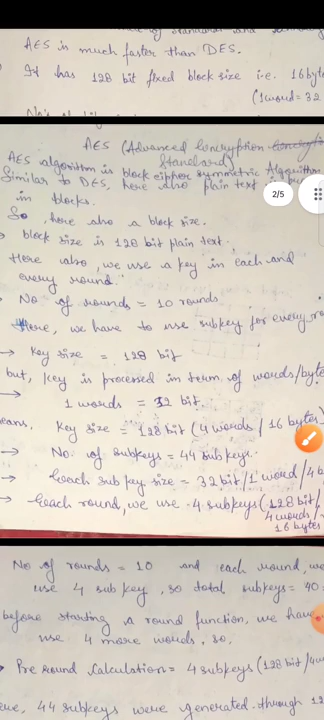 AES is much faster than DES.
It has 128 bit fixed block size i.e. 16 byte
(1 word = 32
AES (Advanced Encryption
Standard)
AES algorithm is block cipher symmetric Algorithm
Similar to DES, here also plain text
in blocks.
So, here also a block size.
→ block size is 128 bit plain text.
Here also, we use a key in each and
every round.
No of rounds = 10 rounds
Here, we have to use subkey for every
→ Key size = 128 bit
but, key is processed in term of words/byte
→ 1 words = 32 bit
key size = 128 bit (4 words / 16 bytes)
→ No. of subkeys = 44 subkeys.
→ Each sub key size = 32 bit / 1 word / 4 b
→ Each round, we use 4 subkeys (128 bit /
4 words /
16 bytes
2/5
No of rounds = 10 and each round, we
use 4 sub key, so total subkeys = 40
before starting a round function, we have
use 4 more words, so,
→ Pre round Calculation = 4 subkeys (128 bit / 4
44 subkeys were generated through